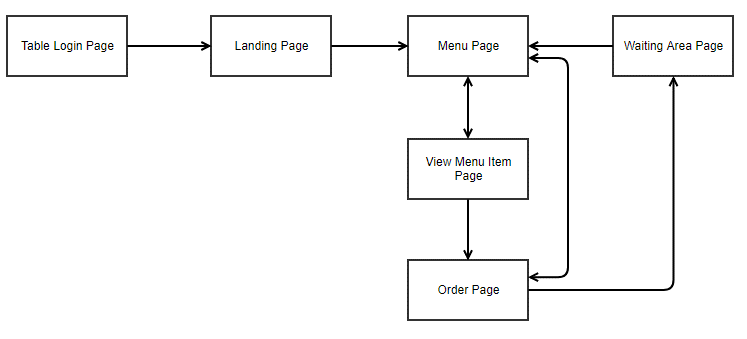 Table Login Page
Landing Page
Menu Page
Waiting Area Page
View Menu Item
Page
Order Page